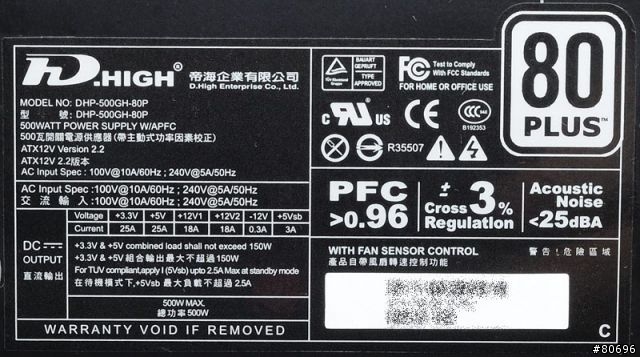 D.HIGH 帝海企業有限公司
D.High Enterprise Co., Ltd.
MODEL NO: DHP-500GH-80P
型 號: DHP-500GH-80P
500WATT POWER SUPPLY W/APFC
500瓦開關電源供應器 (帶主動式功率因素校正)
ATX12V Version 2.2
ATX12V 2.2版本
AC Input Spec : 100V@10A/60Hz ; 240V@5A/50Hz
AC Input Spec :100V@10A/60Hz ; 240V@5A/50Hz
交 流 輸 入 :100V@10A/60Hz ; 240V@5A/50Hz
DC
OUTPUT
直流輸出
Voltage +3.3V +5V +12V1 +12V2 -12V +5Vsb
Current 25A 25A 18A 18A 0.3A 3A
+3.3V & +5V combined load shall not exceed 150W
+3.3V & +5V 組合輸出最大不超過150W
For TUV compliant,apply I (5Vsb) upto 2.5A Max at standby mode
在待機模式下,+5Vsb 最大負載不超過 2.5A
500W MAX.
總功率 500W
WARRANTY VOID IF REMOVED
BAUART
GEPRUFT
TYPE
APPROVED
FC Test to Comply
With FCC Standards
FOR HOME OR OFFICE USE
80
PLUS™
c RU US
CE
CCC
B192353
R35507
PFC
>0.96
± 3%
Cross Regulation
Acoustic
Noise
<25dBA
WITH FAN SENSOR CONTROL
產品自帶風扇轉速控制功能
警告! 危險區域
C
#80696